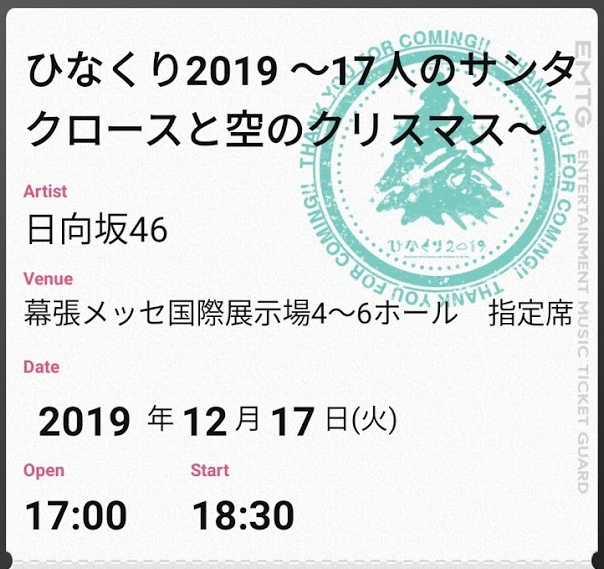 ひなくり2019 〜17人のサンタ
クロースと空のクリスマス〜
Artist
日向坂46
Venue
幕張メッセ国際展示場4〜6ホール　指定席
Date
2019 年 12 月 17 日(火)
Open Start
17:00 18:30
THANK YOU FOR COMING!! THANK YOU FOR COMING!! THANK YOU FOR COMING!! THANK YOU FOR COMING!!
ひなくり2019
EMTG ENTERTAINMENT MUSIC TICKET GUARD